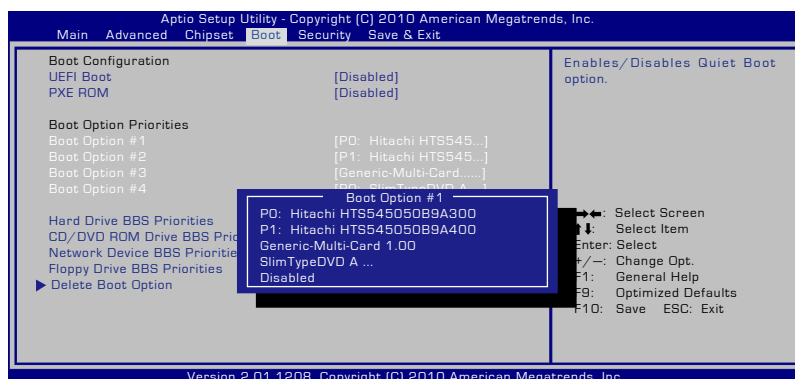 Aptio Setup Utility - Copyright (C) 2010 American Megatrends, Inc.
Main Advanced Chipset Boot Security Save & Exit
Boot Configuration
UEFI Boot [Disabled]
PXE ROM [Disabled]
Boot Option Priorities
Boot Option #1 [P0: Hitachi HTS545...]
Boot Option #2 [P1: Hitachi HTS545...]
Boot Option #3 [Generic-Multi-Card......]
Boot Option #4
Hard Drive BBS Priorities
CD/DVD ROM Drive BBS Prio
Network Device BBS Prioritie
Floppy Drive BBS Priorities
Delete Boot Option
Boot Option #1
P0: Hitachi HTS545050B9A300
P1: Hitachi HTS545050B9A400
Generic-Multi-Card 1.00
SlimTypeDVD A ...
Disabled
Enables/Disables Quiet Boot
option.
→←: Select Screen
↑↓: Select Item
Enter: Select
+/—: Change Opt.
F1: General Help
F9: Optimized Defaults
F10: Save ESC: Exit
Version 2.01.1208. Copyright (C) 2010 American Megatrends, Inc.